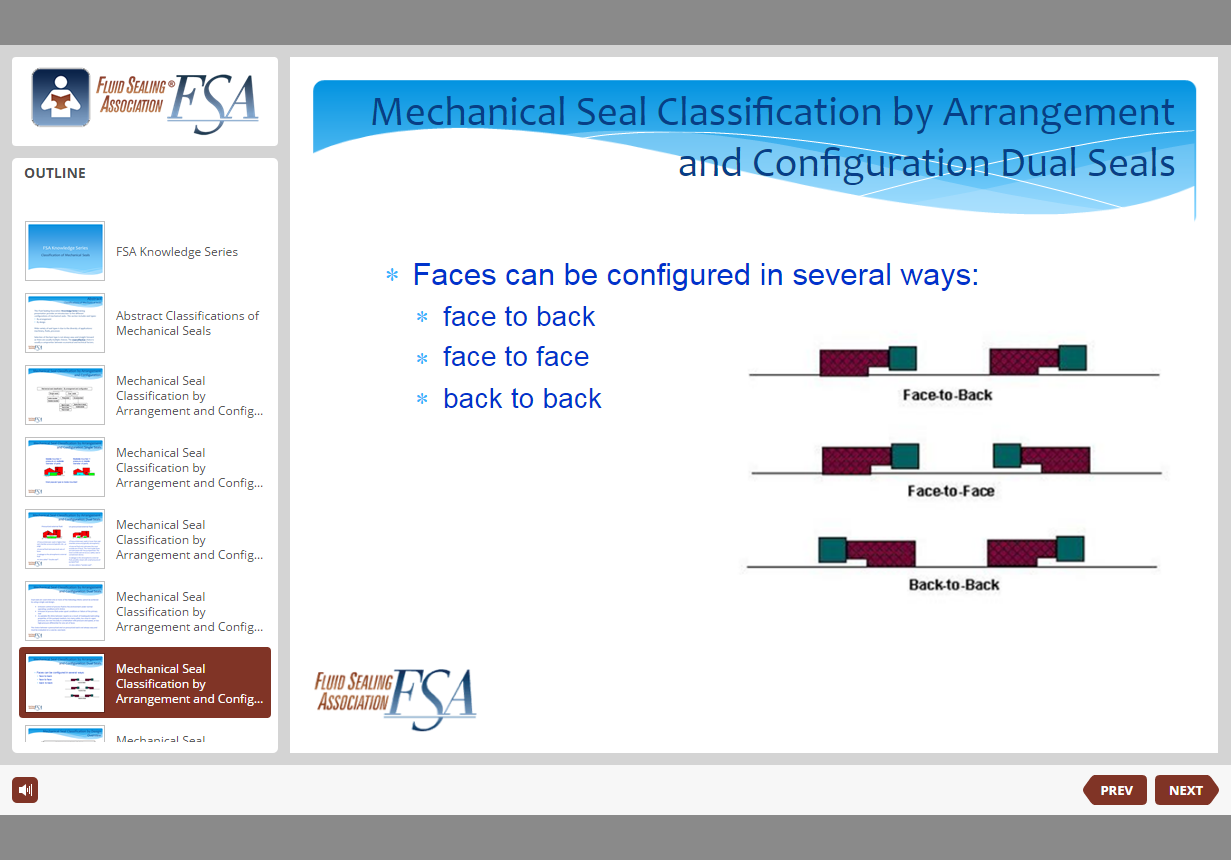 FLUID SEALING®
ASSOCIATION
FSA
OUTLINE
FSA Knowledge Series
FSA Knowledge Series
Abstract Classifications of
Mechanical Seals
Mechanical Seal
Classification by
Arrangement and Config...
Mechanical Seal
Classification by
Arrangement and Config...
Mechanical Seal
Classification by
Arrangement and Config...
Mechanical Seal
Classification by
Arrangement and Config...
Mechanical Seal
Classification by
Arrangement and Config...
Mechanical Seal
Mechanical Seal Classification by Arrangement
and Configuration Dual Seals
* Faces can be configured in several ways:
* face to back
* face to face
* back to back
Face-to-Back
Face-to-Face
Back-to-Back
FLUID SEALING
ASSOCIATION
FSA
PREV
NEXT